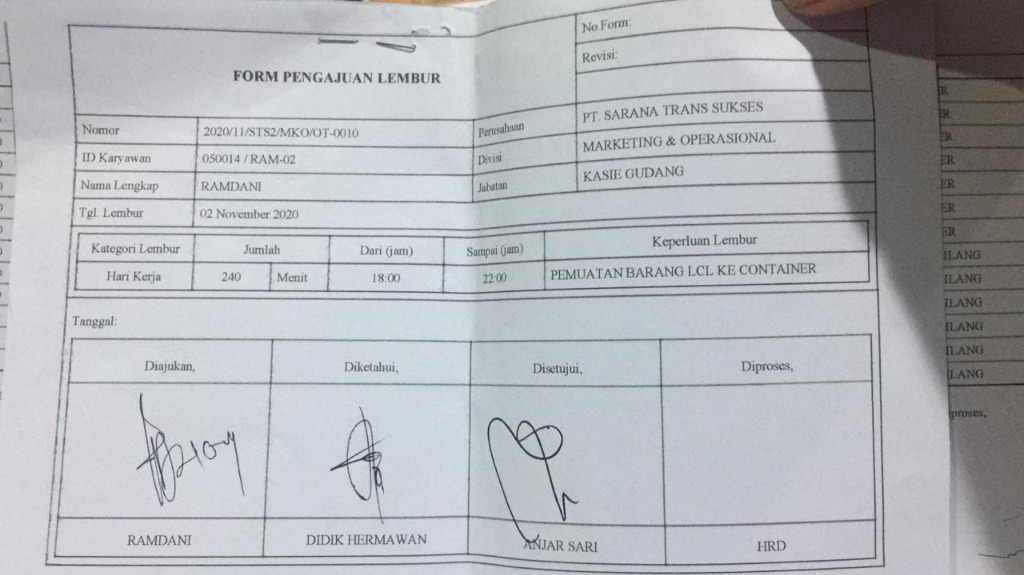 FORM PENGAJUAN LEMBUR
No.Form:
Revisi:
Nomor 2020/11/STS2/MKO/OT-0010 Perusahaan PT. SARANA TRANS SUKSES
ID Karyawan 050014 / RAM-02 Divisi MARKETING & OPERASIONAL
Nama Lengkap RAMDANI Jabatan KASIE GUDANG
Tgl. Lembur 02 November 2020
Kategori Lembur Jumlah Dari (jam) Sampai (jam) Keperluan Lembur
Hari Kerja 240 Menit 18:00 22:00 PEMUATAN BARANG LCL KE CONTAINER
Tanggal:
Diajukan, Diketahui, Disetujui, Diproses,
RAMDANI DIDIK HERMAWAN ANJAR SARI HRD